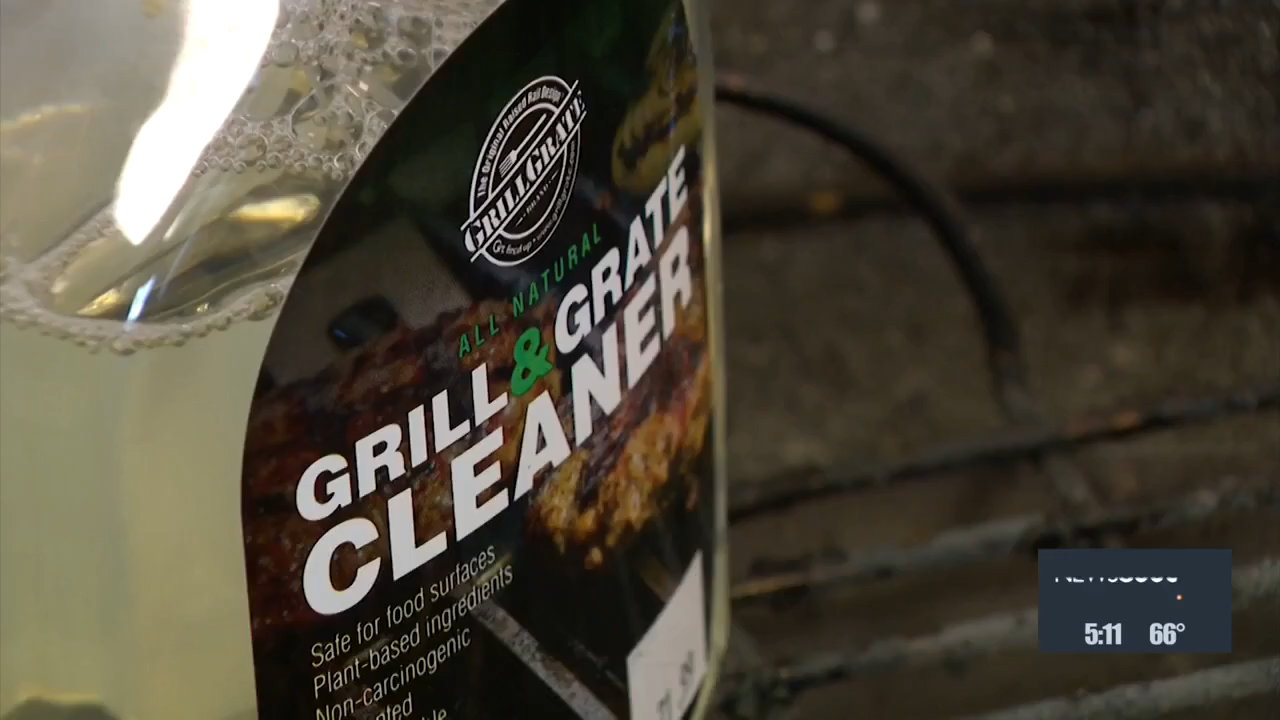 The Original Raised Rail Design
GRILLGRATE
BRAND
ALL NATURAL
GRILL & GRATE
CLEANER
Safe for food surfaces
Plant-based ingredients
Non-carcinogenic
5:11 66°